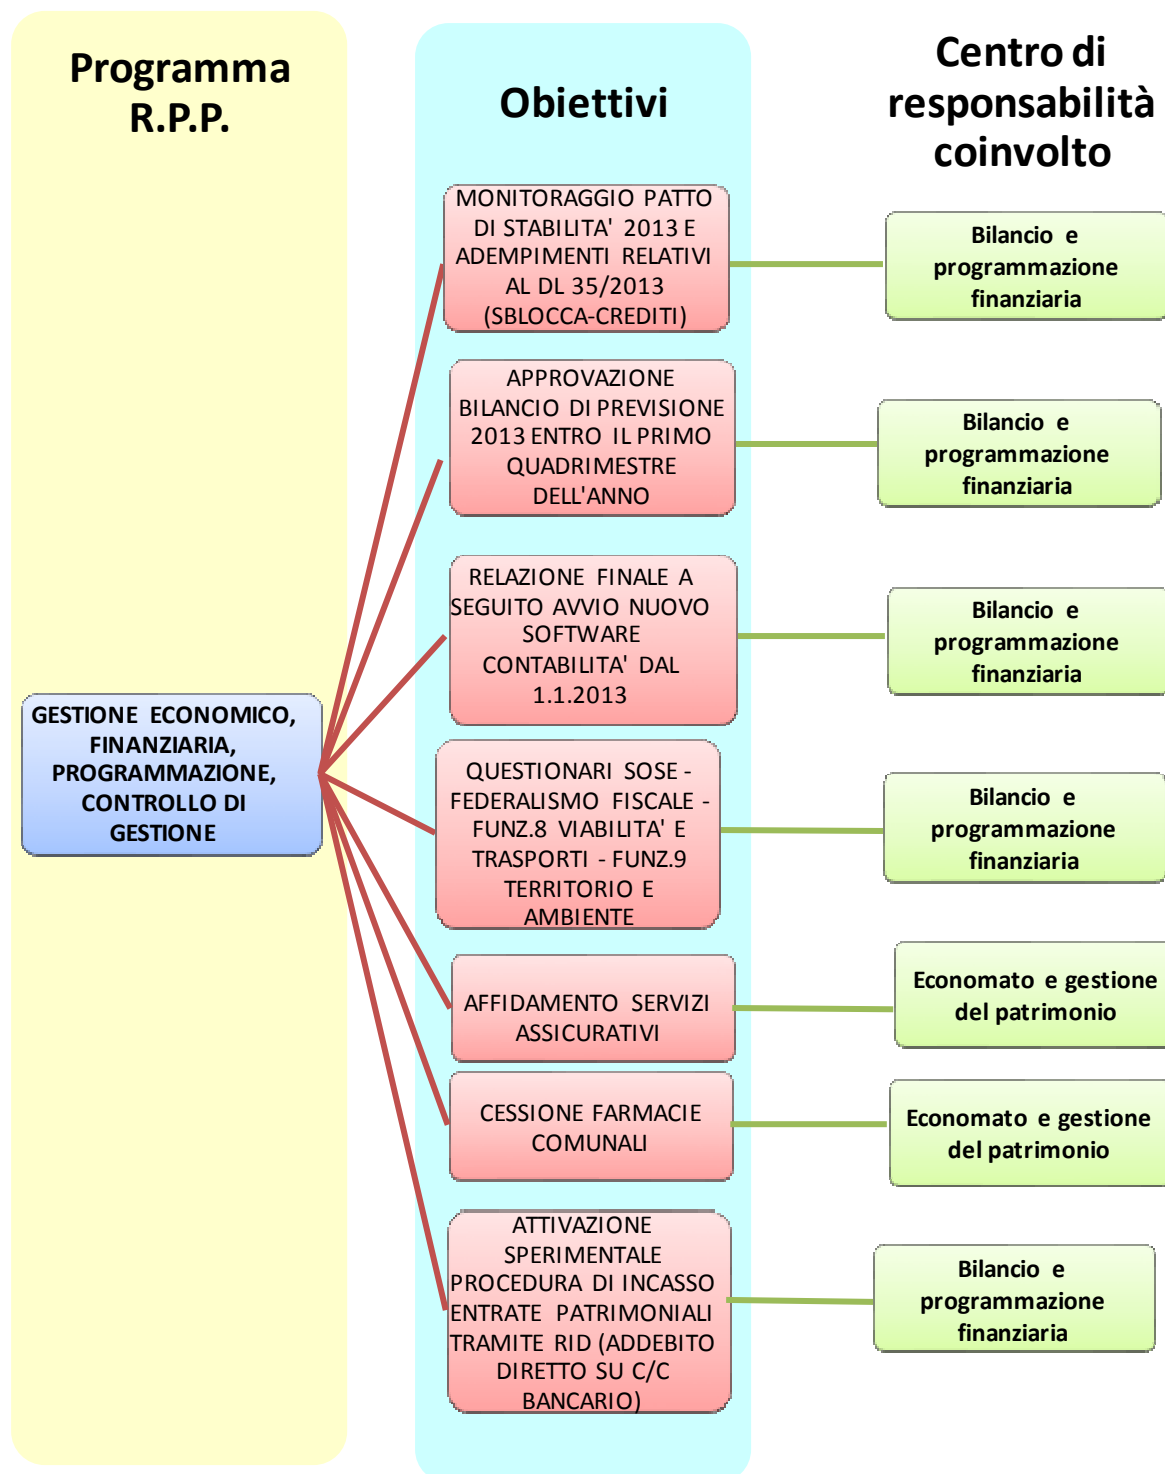 Programma
R.P.P.
Obiettivi
Centro di
responsabilità
coinvolto
GESTIONE ECONOMICO,
FINANZIARIA,
PROGRAMMAZIONE,
CONTROLLO DI
GESTIONE
MONITORAGGIO PATTO
DI STABILITA' 2013 E
ADEMPIMENTI RELATIVI
AL DL 35/2013
(SBLOCCA-CREDITI)
Bilancio e
programmazione
finanziaria
APPROVAZIONE
BILANCIO DI PREVISIONE
2013 ENTRO IL PRIMO
QUADRIMESTRE
DELL'ANNO
Bilancio e
programmazione
finanziaria
RELAZIONE FINALE A
SEGUITO AVVIO NUOVO
SOFTWARE
CONTABILITA' DAL
1.1.2013
Bilancio e
programmazione
finanziaria
QUESTIONARI SOSE -
FEDERALISMO FISCALE -
FUNZ.8 VIABILITA' E
TRASPORTI - FUNZ.9
TERRITORIO E
AMBIENTE
Bilancio e
programmazione
finanziaria
AFFIDAMENTO SERVIZI
ASSICURATIVI
Economato e gestione
del patrimonio
CESSIONE FARMACIE
COMUNALI
Economato e gestione
del patrimonio
ATTIVAZIONE
SPERIMENTALE
PROCEDURA DI INCASSO
ENTRATE PATRIMONIALI
TRAMITE RID (ADDEBITO
DIRETTO SU C/C
BANCARIO)
Bilancio e
programmazione
finanziaria